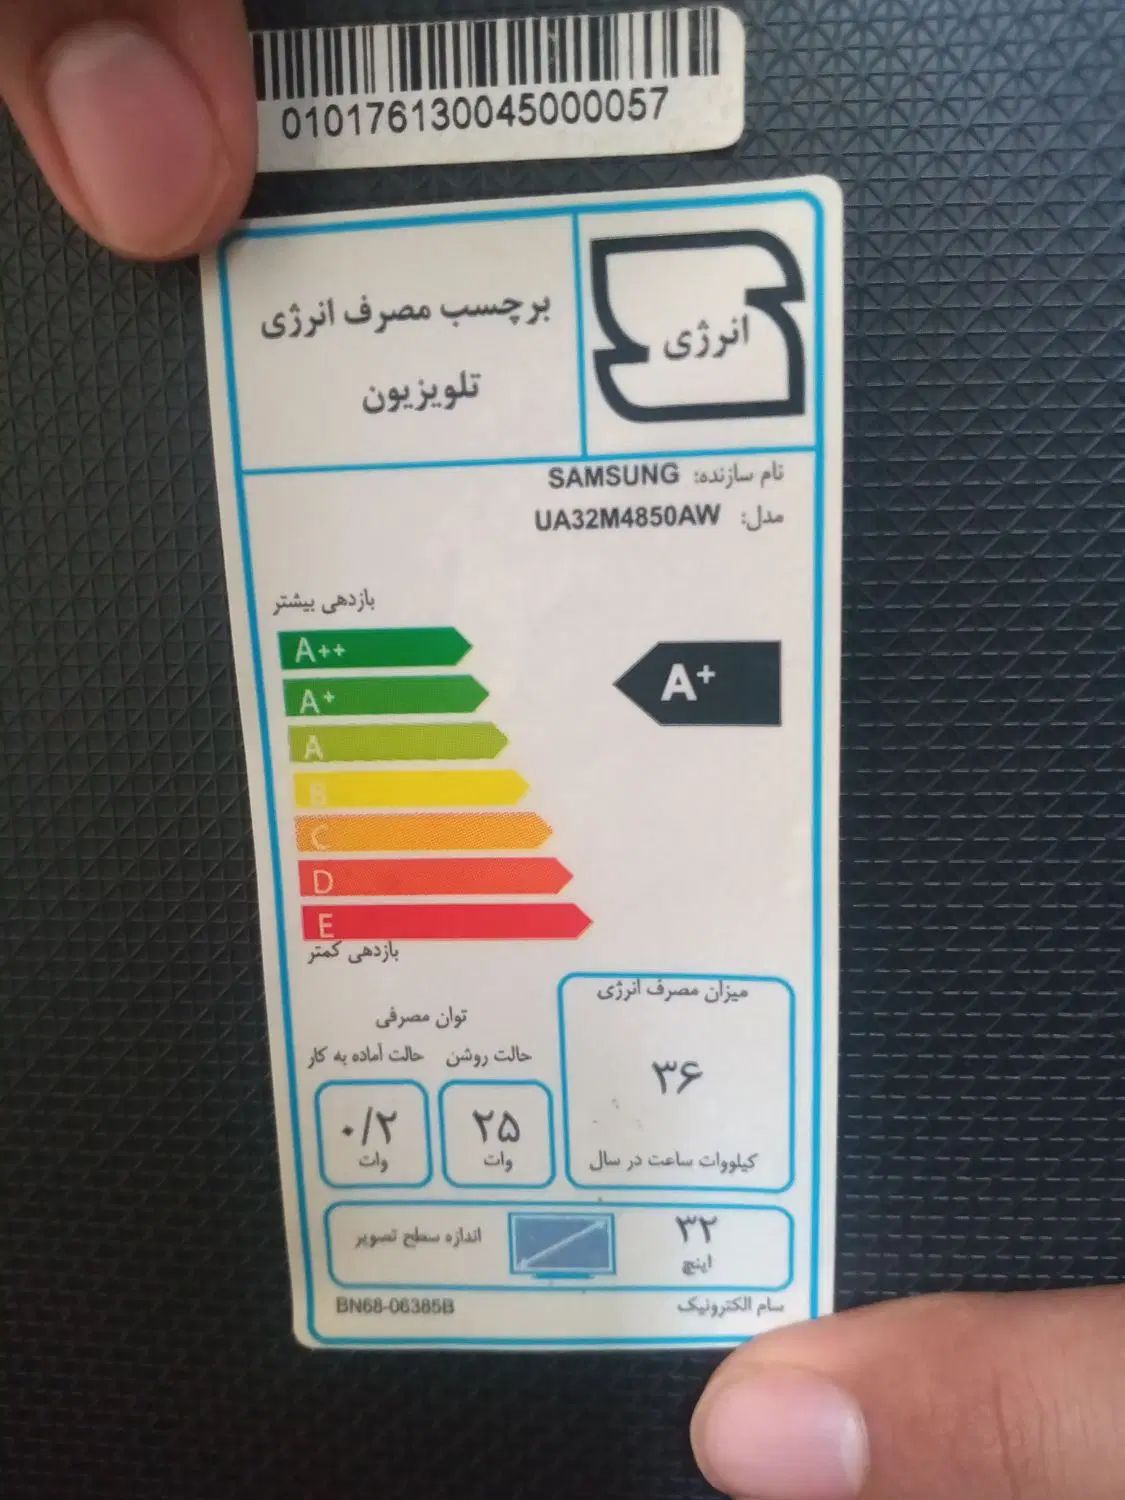 010176130045000057
انرژی
برچسب مصرف انرژی
تلویزیون
نام سازنده: SAMSUNG
مدل: UA32M4850AW
بازدهی بیشتر
A++
A+
A+
A
B
C
D
E
بازدهی کمتر
میزان مصرف انرژی
۳۶
کیلووات ساعت در سال
توان مصرفی
حالت روشن
۲۵
وات
حالت آماده به کار
۰/۲
وات
۳۲
اینچ
اندازه سطح تصویر
سام الکترونیک
BN68-06385B